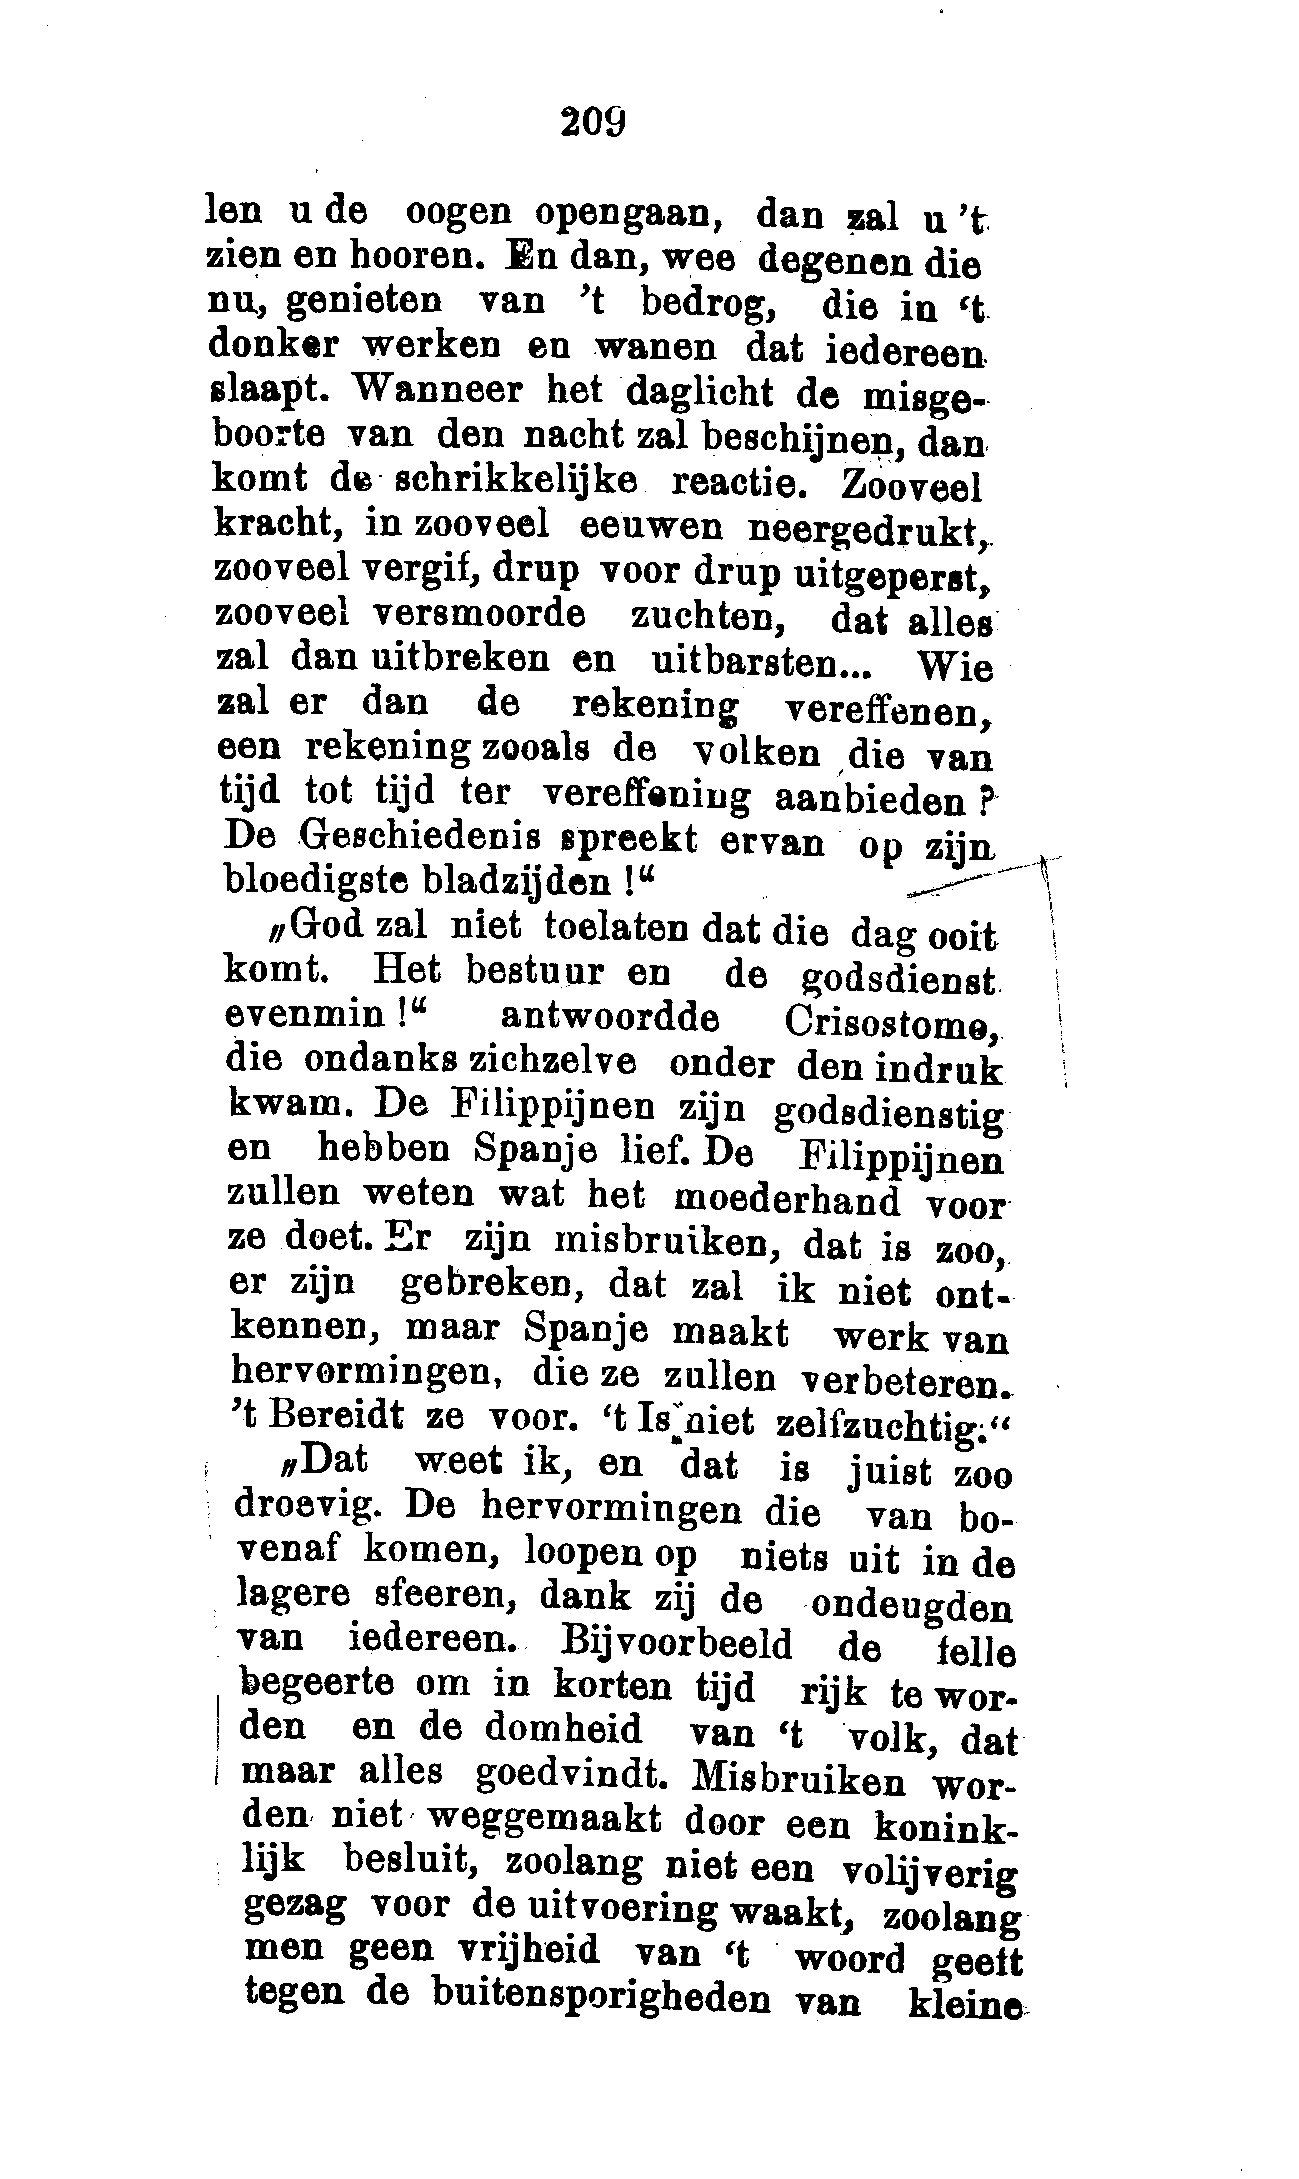 209
len u de oogen opengaan, dan zal u 't
zien en hooren. En dan, wee degenen die
nu, genieten van 't bedrog, die in 't
donker werken en wanen dat iedereen
slaapt. Wanneer het daglicht de misge-
boorte van den nacht zal beschijnen, dan
komt de schrikkelijke reactie. Zooveel
kracht, in zooveel eeuwen neergedrukt,
zooveel vergif, drup voor drup uitgeperst,
zooveel versmoorde zuchten, dat alles
zal dan uitbreken en uitbarsten... Wie
zal er dan de rekening vereffenen,
een rekening zooals de volken die van
tijd tot tijd ter vereffening aanbieden ?
De Geschiedenis spreekt ervan op zijn
bloedigste bladzijden !“
„God zal niet toelaten dat die dag ooit
komt. Het bestuur en de godsdienst
evenmin !“ antwoordde Crisostomo,
die ondanks zichzelve onder den indruk
kwam. De Filippijnen zijn godsdienstig
en hebben Spanje lief. De Filippijnen
zullen weten wat het moederhand voor
ze doet. Er zijn misbruiken, dat is zoo,
er zijn gebreken, dat zal ik niet ont-
kennen, maar Spanje maakt werk van
hervormingen, die ze zullen verbeteren.
't Bereidt ze voor. ‘t Is niet zelfzuchtig.“
„Dat weet ik, en dat is juist zoo
droevig. De hervormingen die van bo-
venaf komen, loopen op niets uit in de
lagere sfeeren, dank zij de ondeugden
van iedereen. Bijvoorbeeld de felle
begeerte om in korten tijd rijk te wor-
den en de domheid van ‘t volk, dat
maar alles goedvindt. Misbruiken wor-
den niet weggemaakt door een konink-
lijk besluit, zoolang niet een volijverig
gezag voor de uitvoering waakt, zoolang
men geen vrijheid van ‘t woord geeft
tegen de buitensporigheden van kleine